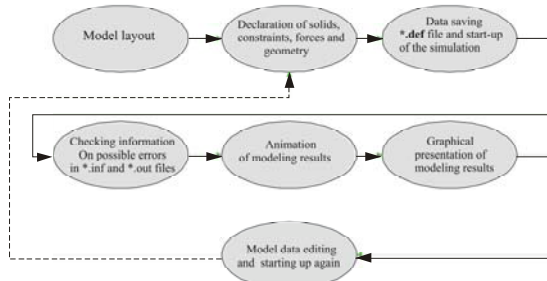 Model layout
Declaration of solids,
constraints, forces and
geometry
Data saving
*.def file and start-up
of the simulation
Checking information
On possible errors
in *.inf and *.out files
Animation
of modeling results
Graphical
presentation of
modeling results
Model data editing
and starting up again